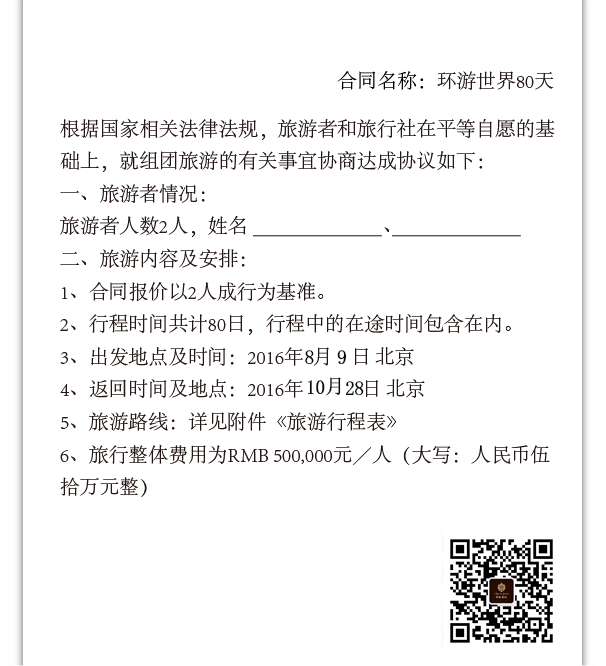 合同名称：环游世界80天
根据国家相关法律法规，旅游者和旅行社在平等自愿的基
础上，就组团旅游的有关事宜协商达成协议如下：
一、旅游者情况：
旅游者人数2人，姓名 ____________、____________
二、旅游内容及安排：
1、合同报价以2人成行为基准。
2、行程时间共计80日，行程中的在途时间包含在内。
3、出发地点及时间：2016年8月 9 日 北京
4、返回时间及地点：2016年 10月28日 北京
5、旅游路线：详见附件《旅游行程表》
6、旅行整体费用为RMB 500,000元／人（大写：人民币伍
拾万元整）